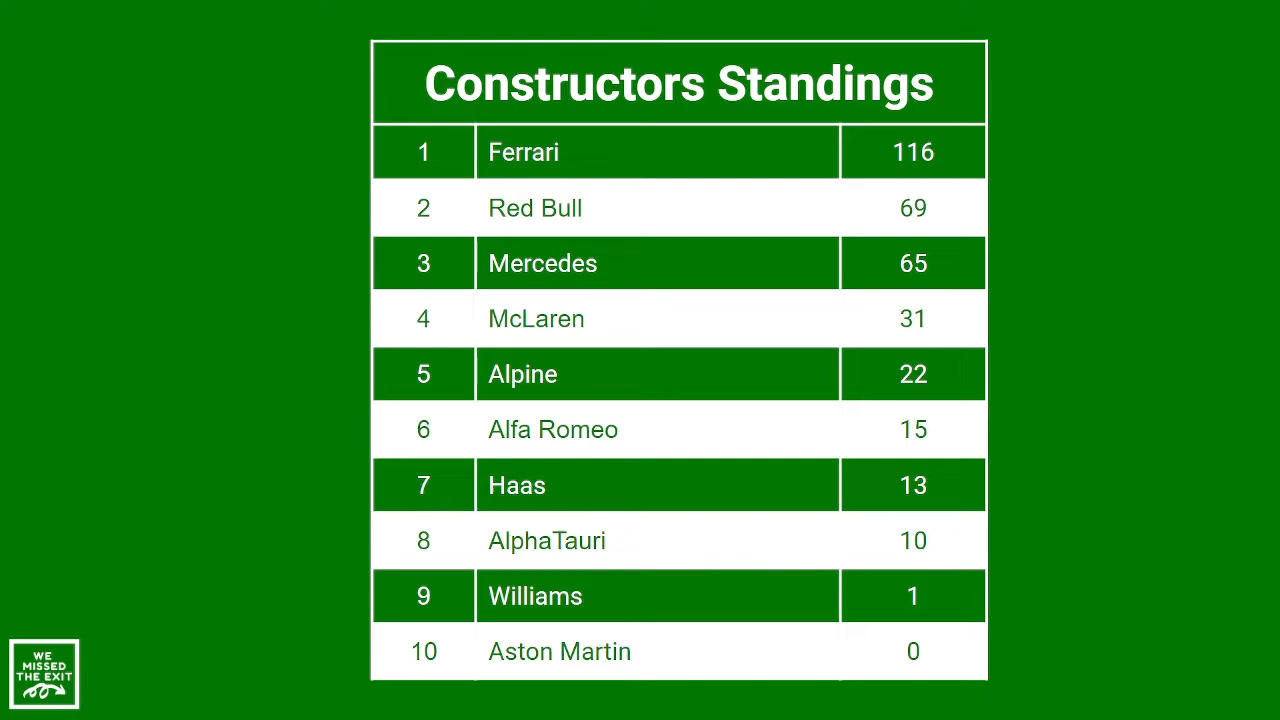 Constructors Standings
1 Ferrari 116
2 Red Bull 69
3 Mercedes 65
4 McLaren 31
5 Alpine 22
6 Alfa Romeo 15
7 Haas 13
8 AlphaTauri 10
9 Williams 1
10 Aston Martin 0
WE
MISSED
THE EXIT